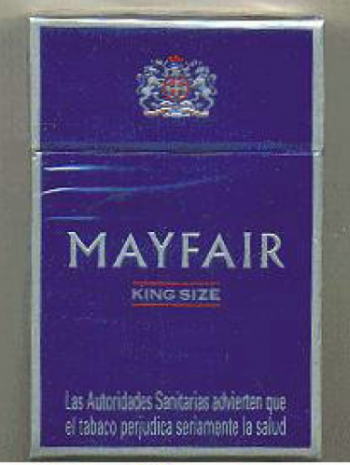 MAYFAIR
KING SIZE
Las Autoridades Sanitarias advierten que
el tabaco perjudica seriamente la salud